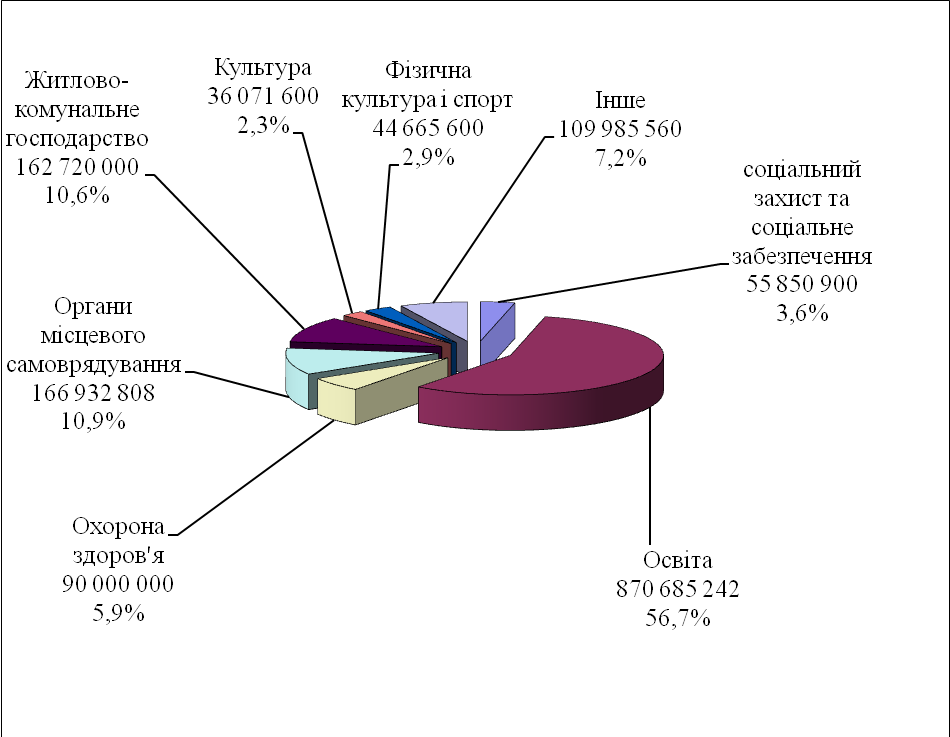 Житлово-
комунальне
господарство
162 720 000
10,6%
Культура
36 071 600
2,3%
Фізична
культура і спорт
44 665 600
2,9%
Інше
109 985 560
7,2%
соціальний
захист та
соціальне
забезпечення
55 850 900
3,6%
Органи
місцевого
самоврядування
166 932 808
10,9%
Охорона
здоров'я
90 000 000
5,9%
Освіта
870 685 242
56,7%